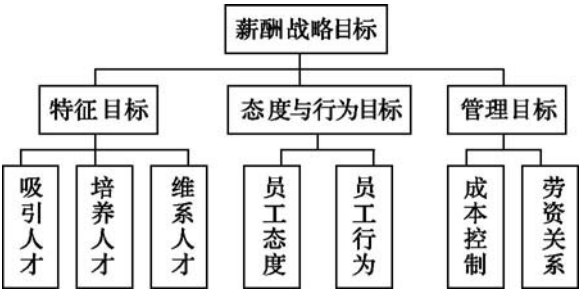 薪酬战略目标
特征目标
态度与行为目标
管理目标
吸引人才
培养人才
维系人才
员工态度
员工行为
成本控制
劳资关系